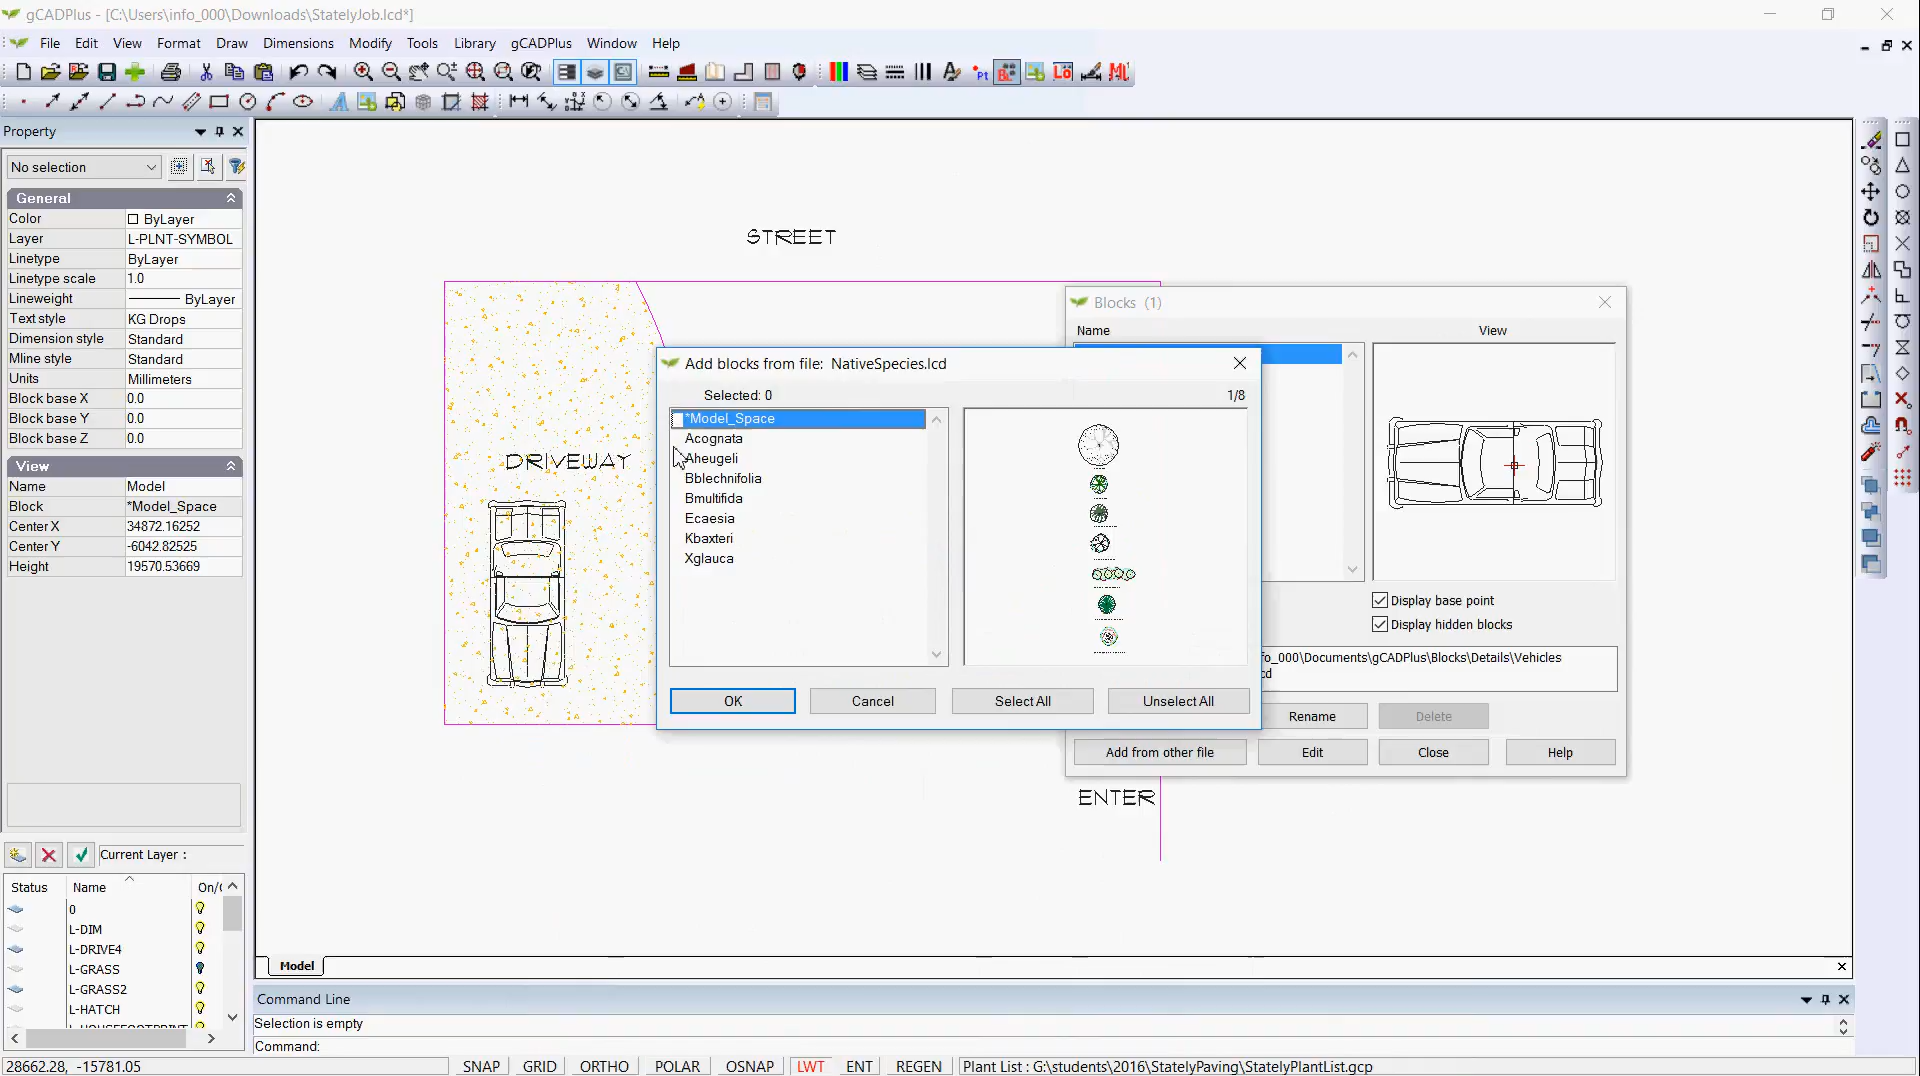 gCADPlus - [C:\Users\info_000\Downloads\StatelyJob.lcd*]
File Edit View Format Draw Dimensions Modify Tools Library gCADPlus Window Help
Property
No selection
General
Color ByLayer
Layer L-PLNT-SYMBOL
Linetype ByLayer
Linetype scale 1.0
Lineweight ByLayer
Text style KG Drops
Dimension style Standard
Mline style Standard
Units Millimeters
Block base X 0.0
Block base Y 0.0
Block base Z 0.0
View
Name Model
Block *Model_Space
Center X 34872.16252
Center Y -6042.82525
Height 19570.53669
Current Layer :
Status Name On/(
0
L-DIM
L-DRIVE4
L-GRASS
L-GRASS2
L-HATCH
L-HOUSEFOOTPRINT
STREET
DRIVEWAY
ENTER
Blocks (1)
Name View
Display base point
Display hidden blocks
fo_000\Documents\gCADPlus\Blocks\Details\Vehicles
cd
Rename Delete
Add from other file Edit Close Help
Add blocks from file: NativeSpecies.lcd
Selected: 0 1/8
*Model_Space
Acognata
Aheugeli
Bblechnifolia
Bmultifida
Ecaesia
Kbaxteri
Xglauca
OK Cancel Select All Unselect All
Model
Command Line
Selection is empty
Command:
28662.28, -15781.05 SNAP GRID ORTHO POLAR OSNAP LWT ENT REGEN Plant List : G:\students\2016\StatelyPaving\StatelyPlantList.gcp